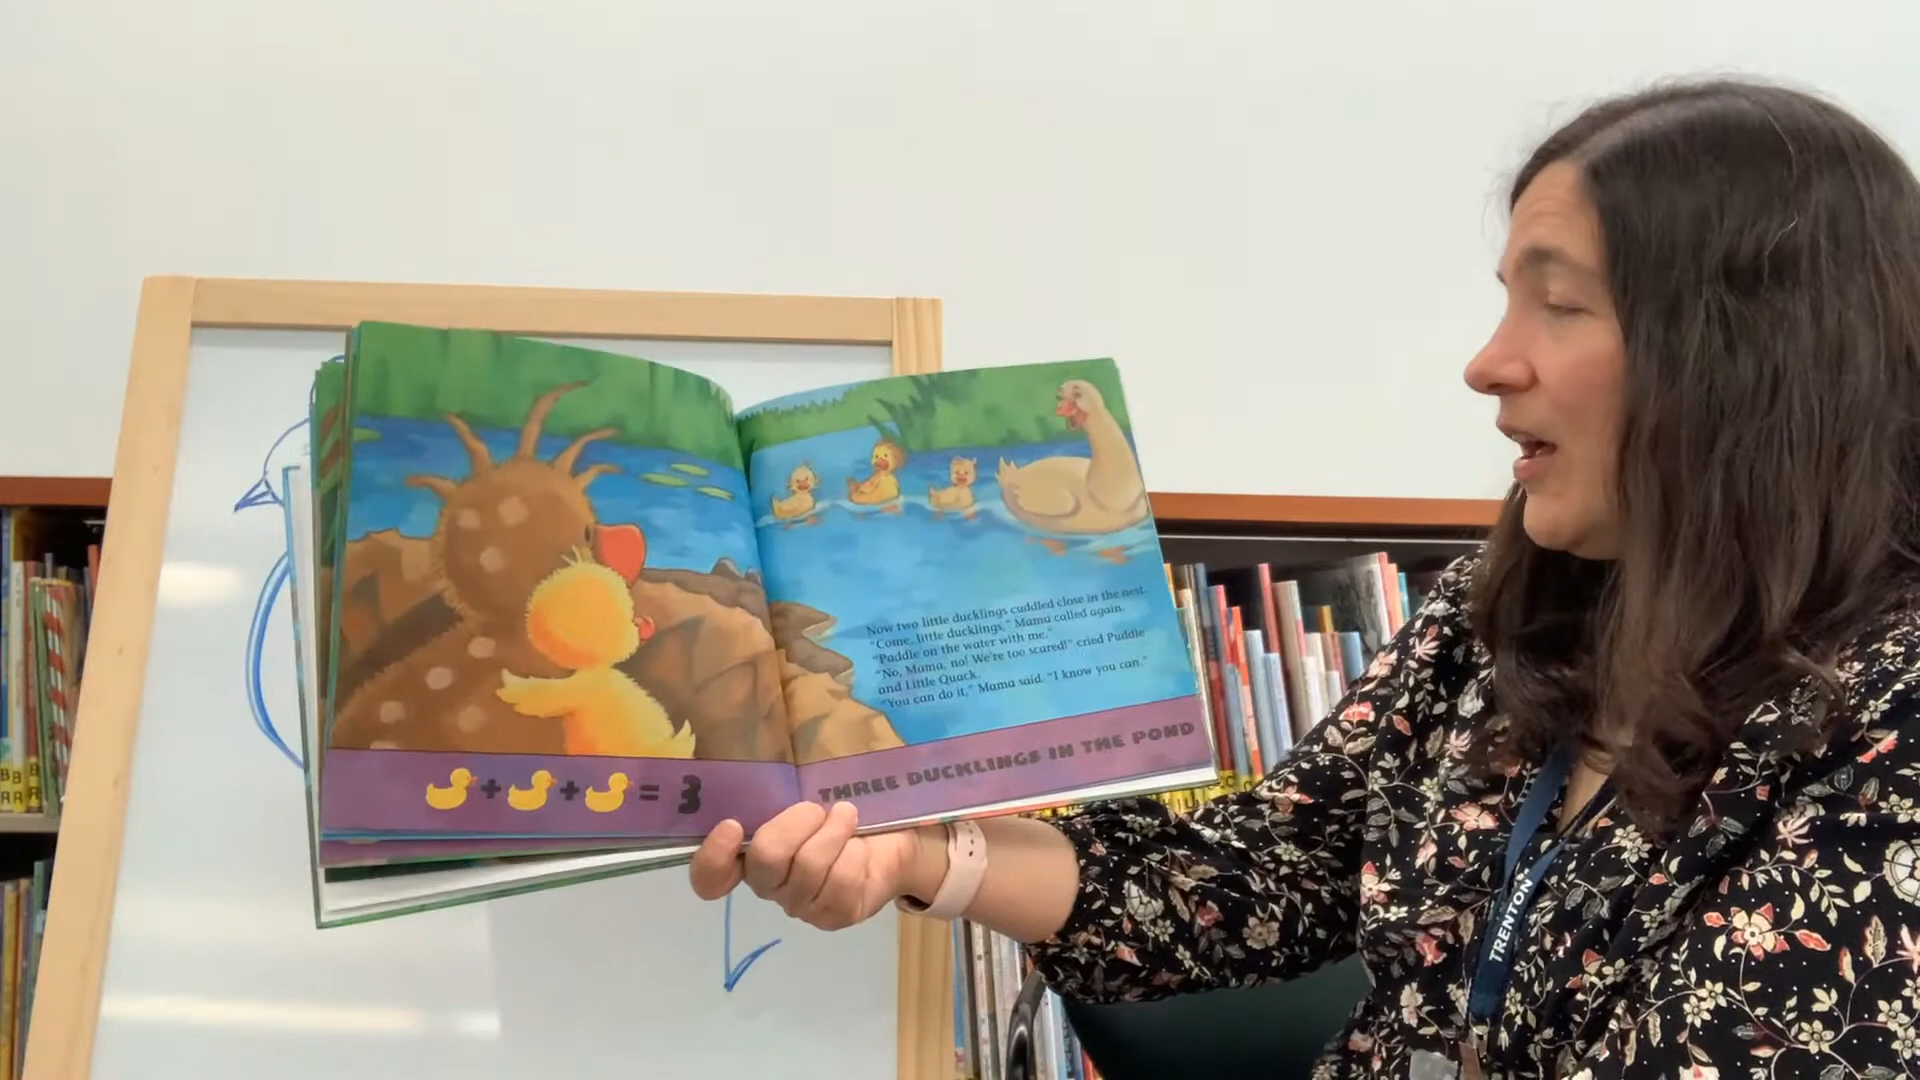 Now two little ducklings cuddled close in the nest.
"Come, little ducklings," Mama called again.
"Paddle on the water with me."
"No, Mama, no! We're too scared!" cried Puddle
and Little Quack.
"You can do it," Mama said. "I know you can."
+ + = 3
THREE DUCKLINGS IN THE POND
TRENTON